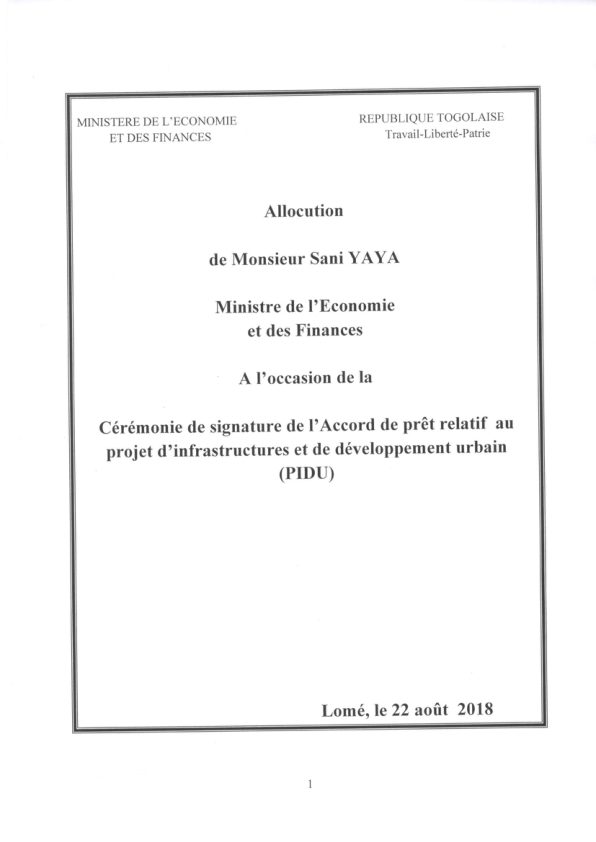 MINISTERE DE L'ECONOMIE
ET DES FINANCES
REPUBLIQUE TOGOLAISE
Travail-Liberté-Patrie
Allocution
de Monsieur Sani YAYA
Ministre de l'Economie
et des Finances
A l'occasion de la
Cérémonie de signature de l'Accord de prêt relatif au
projet d'infrastructures et de développement urbain
(PIDU)
Lomé, le 22 août 2018
1